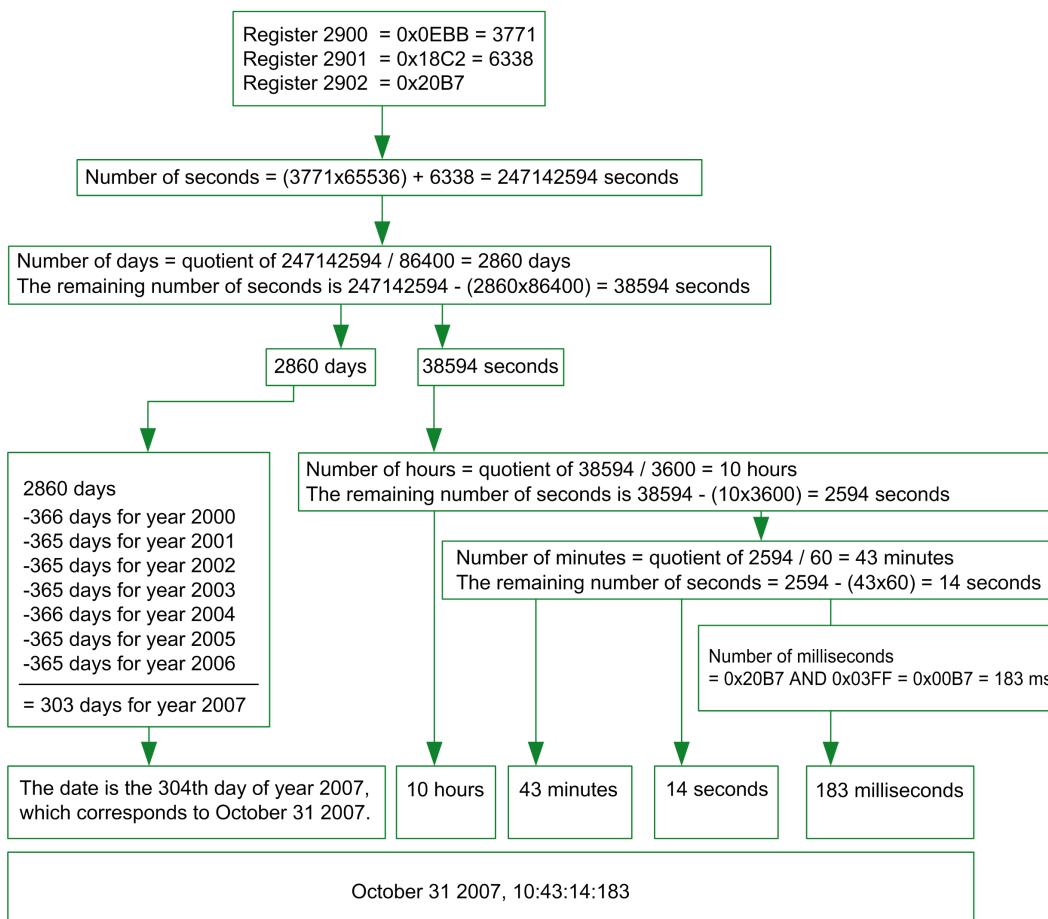 Register 2900 = 0x0EBB = 3771
Register 2901 = 0x18C2 = 6338
Register 2902 = 0x20B7
Number of seconds = (3771x65536) + 6338 = 247142594 seconds
Number of days = quotient of 247142594 / 86400 = 2860 days
The remaining number of seconds is 247142594 - (2860x86400) = 38594 seconds
2860 days
38594 seconds
2860 days
-366 days for year 2000
-365 days for year 2001
-365 days for year 2002
-365 days for year 2003
-366 days for year 2004
-365 days for year 2005
-365 days for year 2006
= 303 days for year 2007
Number of hours = quotient of 38594 / 3600 = 10 hours
The remaining number of seconds is 38594 - (10x3600) = 2594 seconds
Number of minutes = quotient of 2594 / 60 = 43 minutes
The remaining number of seconds = 2594 - (43x60) = 14 seconds
Number of milliseconds
= 0x20B7 AND 0x03FF = 0x00B7 = 183 ms
The date is the 304th day of year 2007,
which corresponds to October 31 2007.
10 hours
43 minutes
14 seconds
183 milliseconds
October 31 2007, 10:43:14:183